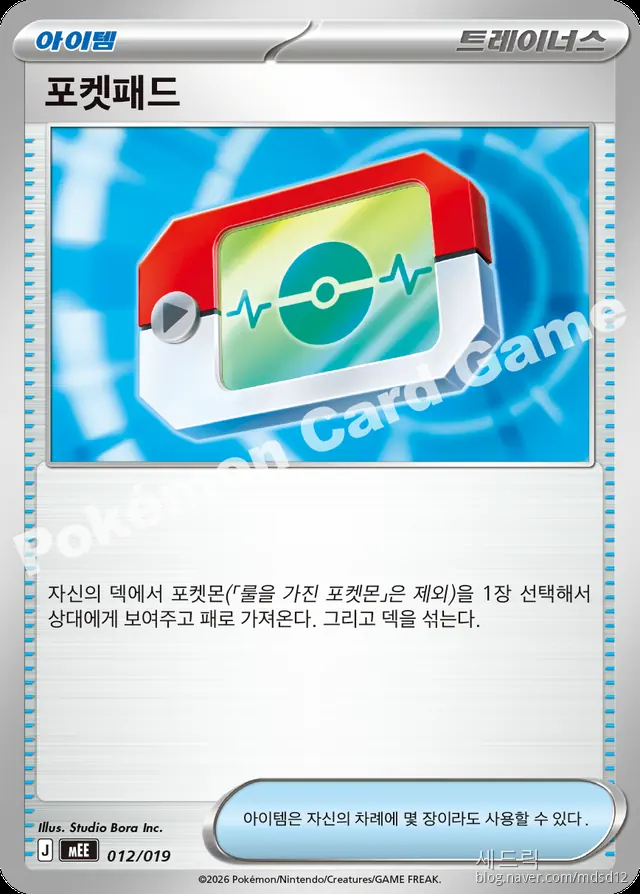 아이템 트레이너스
포켓패드
Pokémon Card Game
자신의 덱에서 포켓몬(「룰을 가진 포켓몬」은 제외)을 1장 선택해서
상대에게 보여주고 패로 가져온다. 그리고 덱을 섞는다.
아이템은 자신의 차례에 몇 장이라도 사용할 수 있다.
Illus. Studio Bora Inc.
J MEE 012/019
©2026 Pokémon/Nintendo/Creatures/GAME FREAK.
세드릭
blog.naver.com/mdsd12